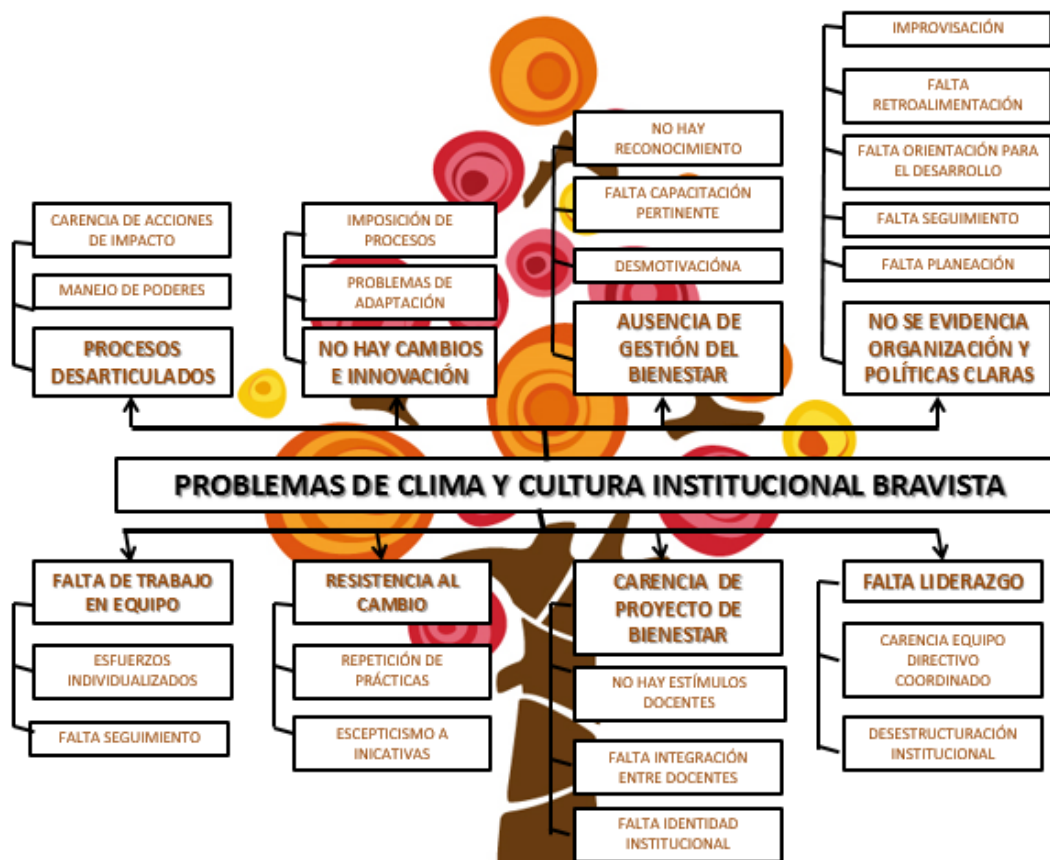 IMPROVISACIÓN
FALTA
RETROALIMENTACIÓN
FALTA ORIENTACIÓN PARA
EL DESARROLLO
FALTA SEGUIMIENTO
FALTA PLANEACIÓN
NO SE EVIDENCIA
ORGANIZACIÓN Y
POLÍTICAS CLARAS
NO HAY
RECONOCIMIENTO
FALTA CAPACITACIÓN
PERTINENTE
DESMOTIVACIÓNA
AUSENCIA DE
GESTIÓN DEL
BIENESTAR
IMPOSICIÓN DE
PROCESOS
PROBLEMAS DE
ADAPTACIÓN
NO HAY CAMBIOS
E INNOVACIÓN
CARENCIA DE ACCIONES
DE IMPACTO
MANEJO DE PODERES
PROCESOS
DESARTICULADOS
PROBLEMAS DE CLIMA Y CULTURA INSTITUCIONAL BRAVISTA
FALTA DE TRABAJO
EN EQUIPO
ESFUERZOS
INDIVIDUALIZADOS
FALTA SEGUIMIENTO
RESISTENCIA AL
CAMBIO
REPETICIÓN DE
PRÁCTICAS
ESCEPTICISMO A
INICATIVAS
CARENCIA DE
PROYECTO DE
BIENESTAR
NO HAY ESTÍMULOS
DOCENTES
FALTA INTEGRACIÓN
ENTRE DOCENTES
FALTA IDENTIDAD
INSTITUCIONAL
FALTA LIDERAZGO
CARENCIA EQUIPO
DIRECTIVO
COORDINADO
DESESTRUCTURACIÓN
INSTITUCIONAL